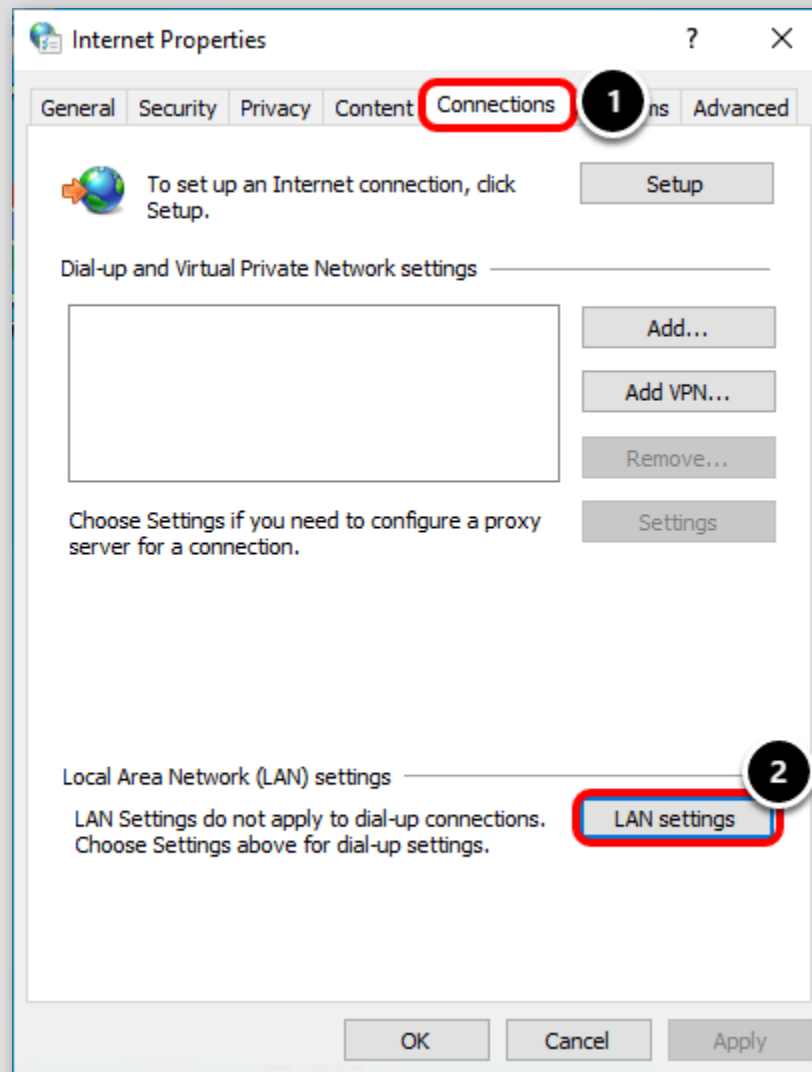 Internet Properties
?
General Security Privacy Content Connections 1 ms Advanced
To set up an Internet connection, click
Setup.
Setup
Dial-up and Virtual Private Network settings
Add...
Add VPN...
Remove...
Choose Settings if you need to configure a proxy
server for a connection.
Settings
Local Area Network (LAN) settings
2
LAN Settings do not apply to dial-up connections.
Choose Settings above for dial-up settings.
LAN settings
OK Cancel Apply